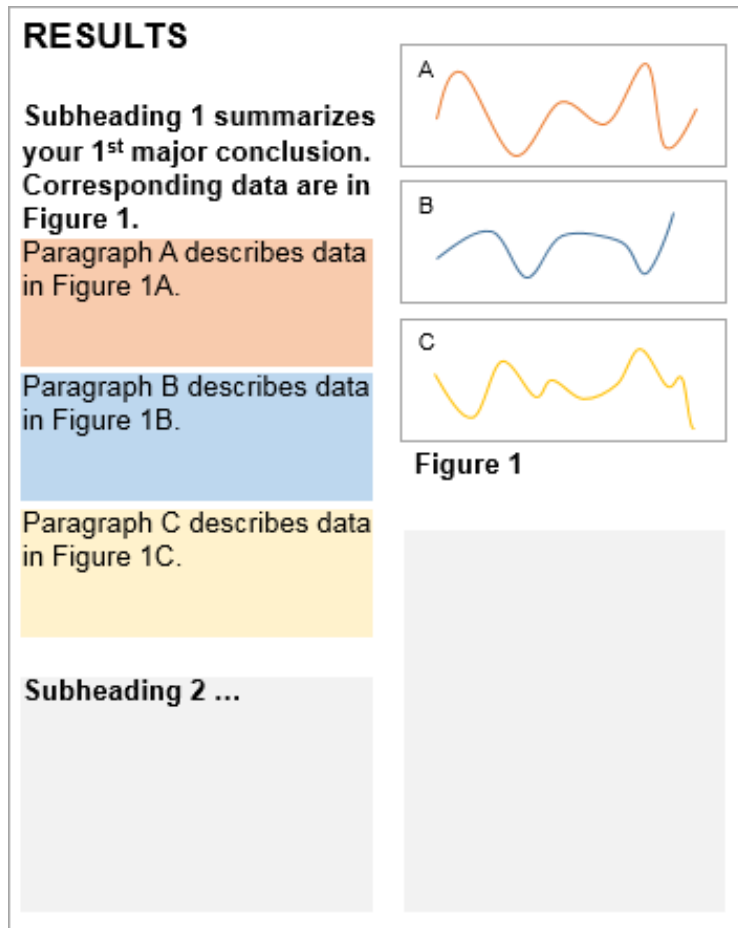 RESULTS
Subheading 1 summarizes
your 1st major conclusion.
Corresponding data are in
Figure 1.
Paragraph A describes data
in Figure 1A.
Paragraph B describes data
in Figure 1B.
Paragraph C describes data
in Figure 1C.
Subheading 2 ...
A
B
C
Figure 1